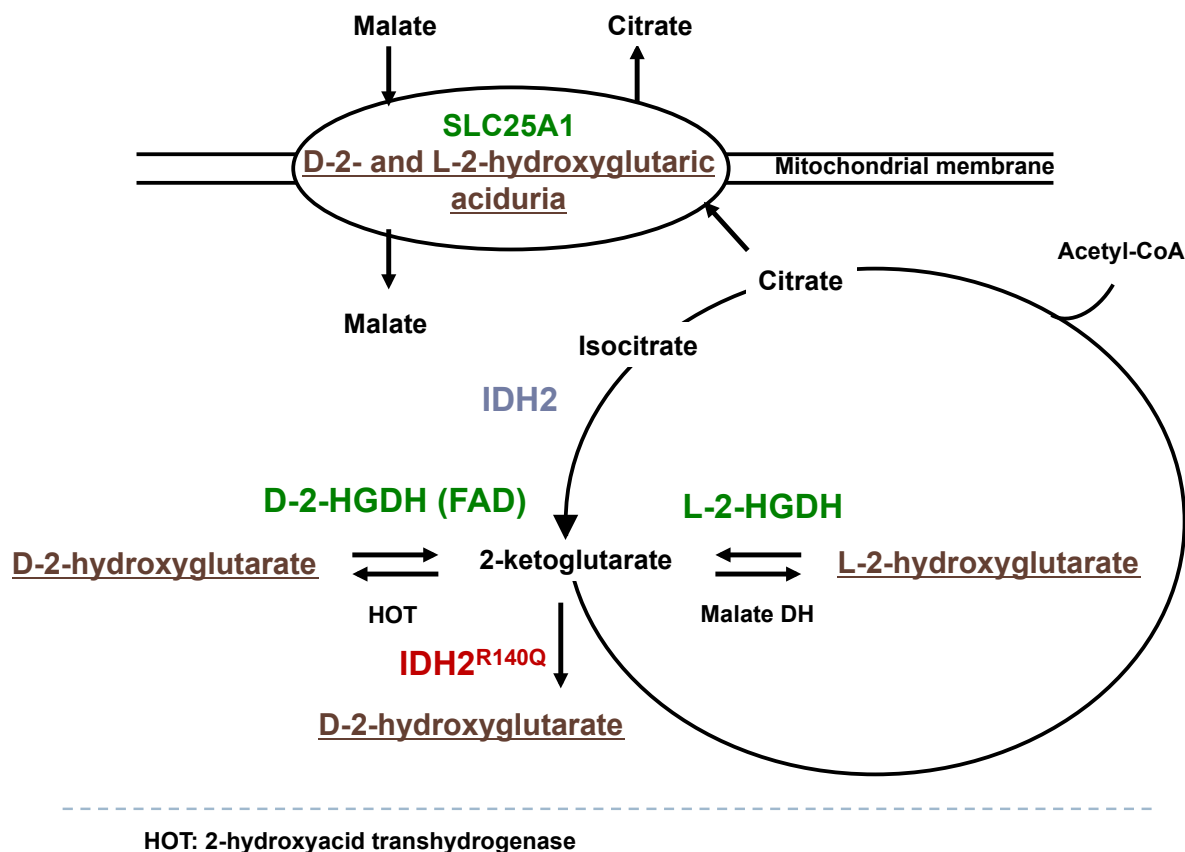 Malate
Citrate
SLC25A1
D-2- and L-2-hydroxyglutaric
aciduria
Mitochondrial membrane
Acetyl-CoA
Citrate
Malate
Isocitrate
IDH2
D-2-HGDH (FAD)
L-2-HGDH
D-2-hydroxyglutarate
2-ketoglutarate
L-2-hydroxyglutarate
HOT
Malate DH
IDH2R140Q
D-2-hydroxyglutarate
HOT: 2-hydroxyacid transhydrogenase